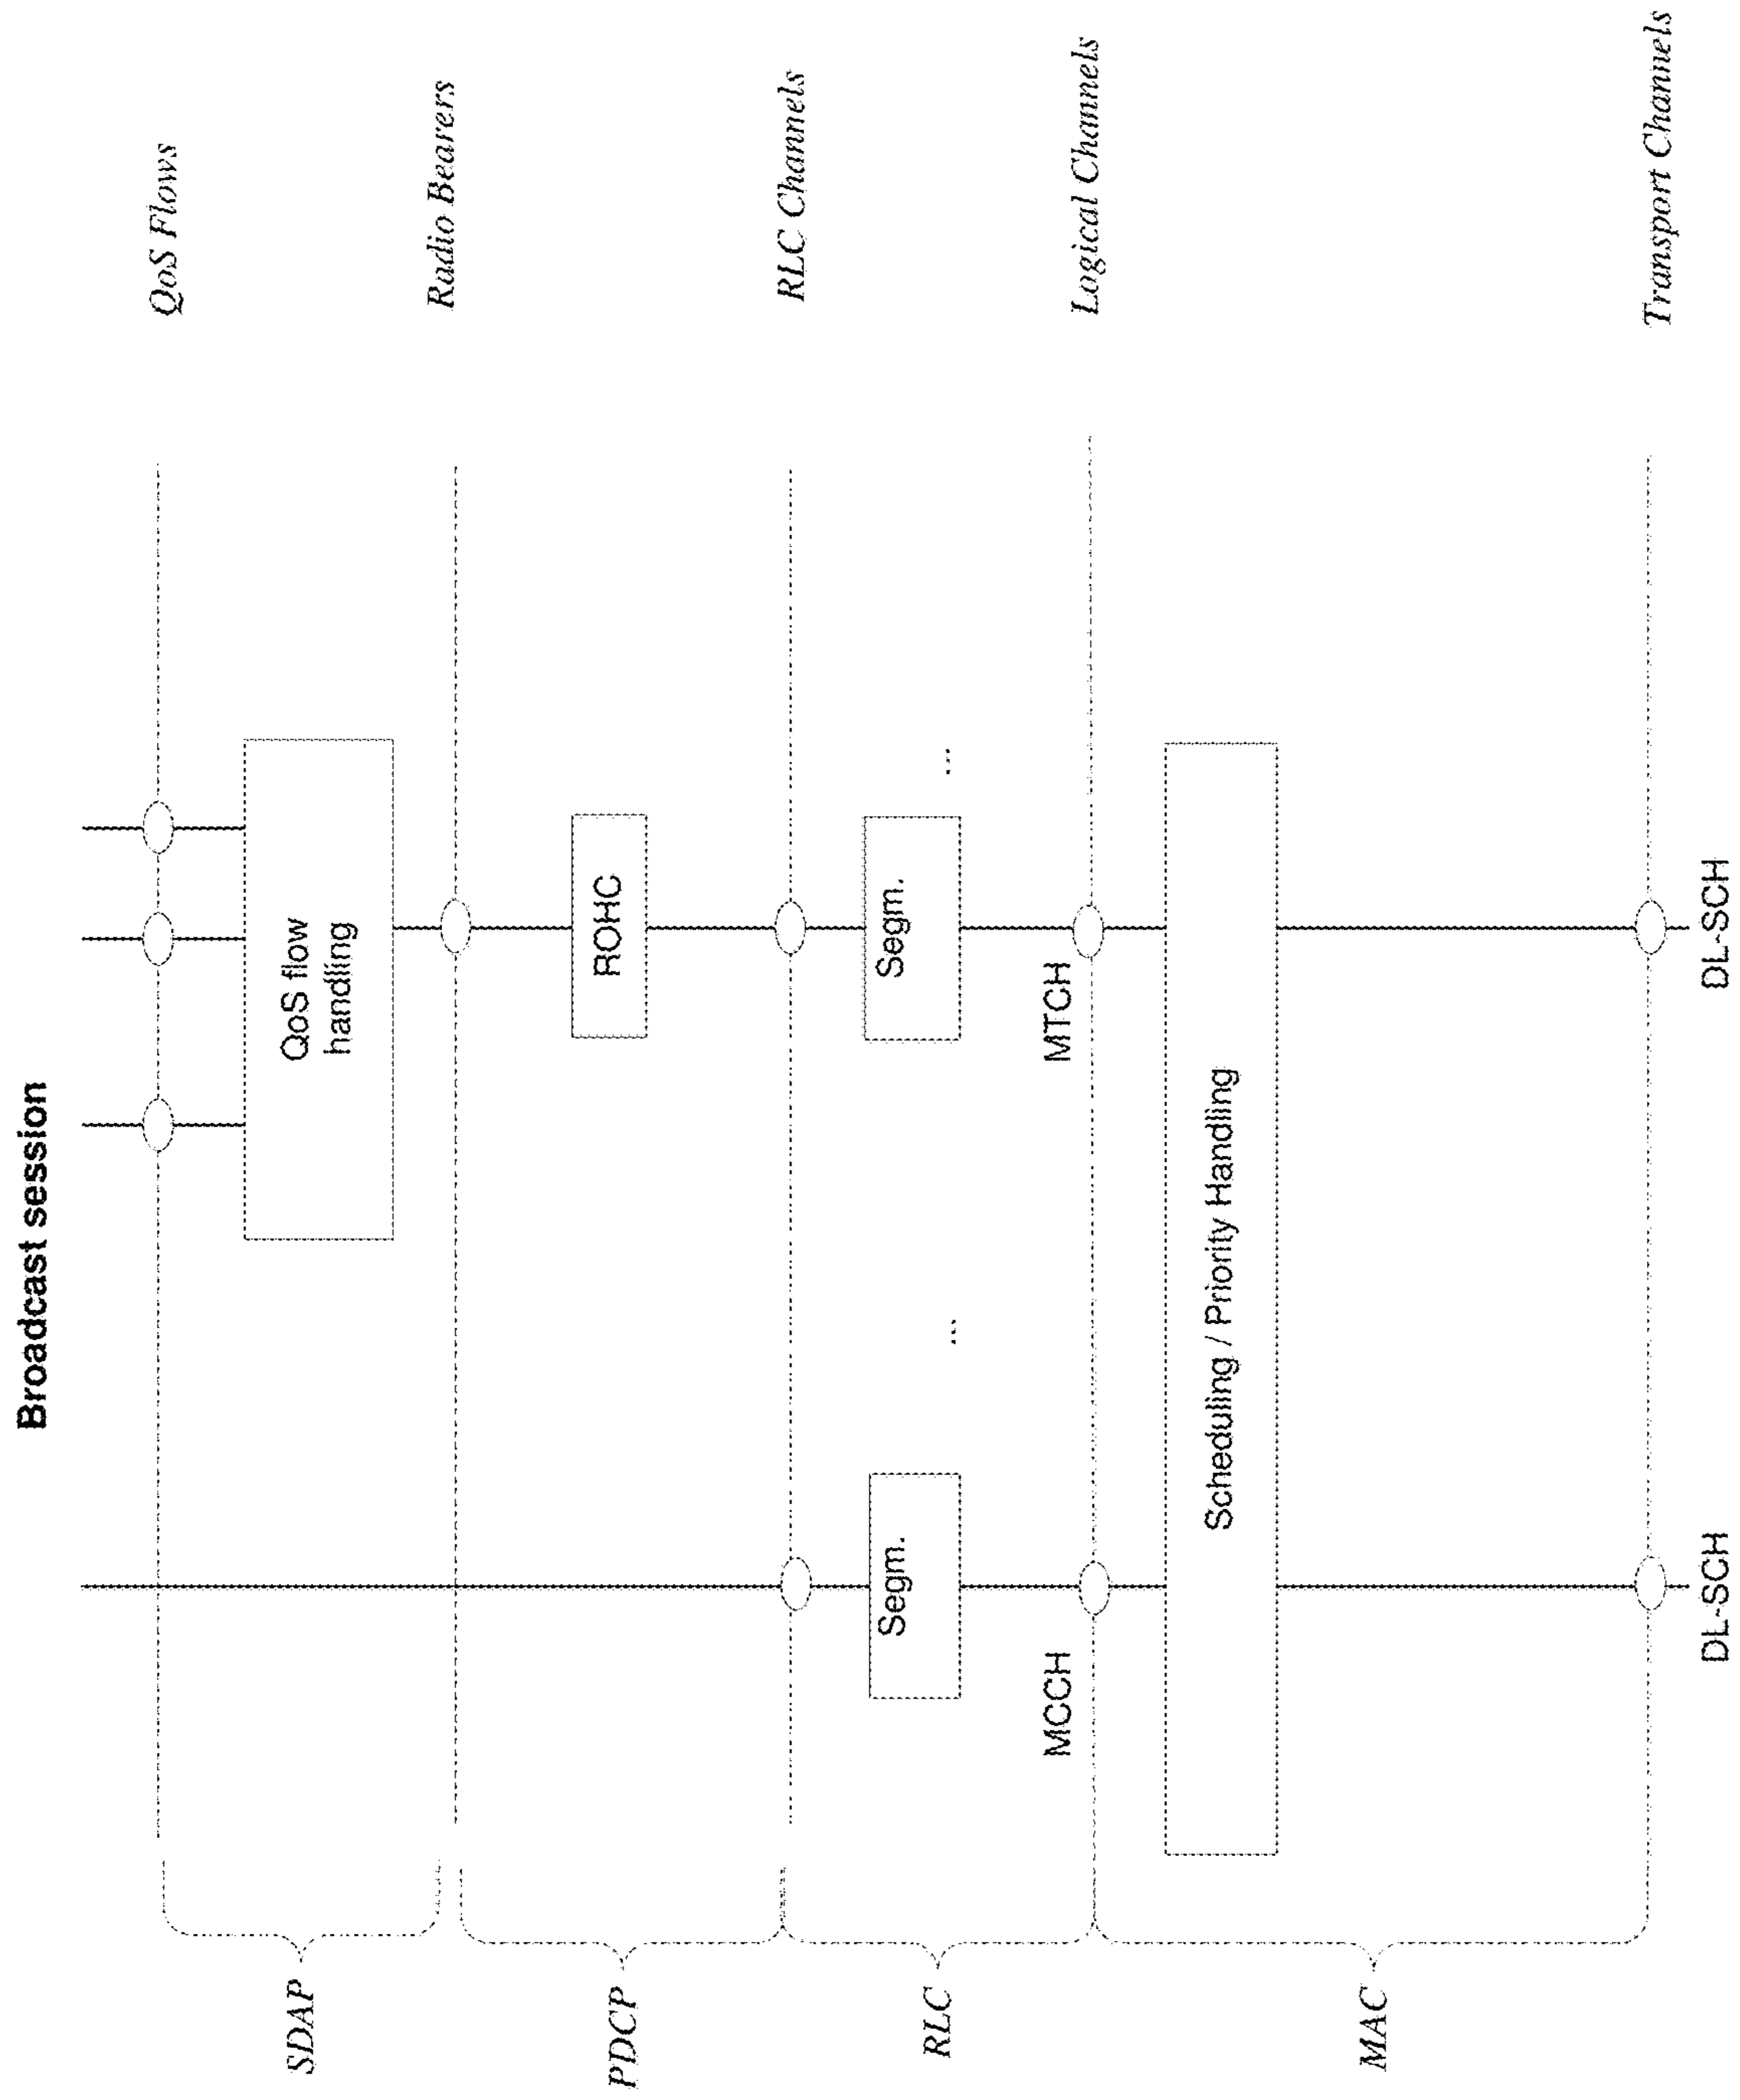 Broadcast session
QoS Flows
QoS flow
handling
SDAP
Radio Bearers
ROHC
PDCP
RLC Channels
Segm.
...
Segm.
...
RLC
MCCH
MTCH
Logical Channels
Scheduling / Priority Handling
MAC
Transport Channels
DL-SCH
DL-SCH